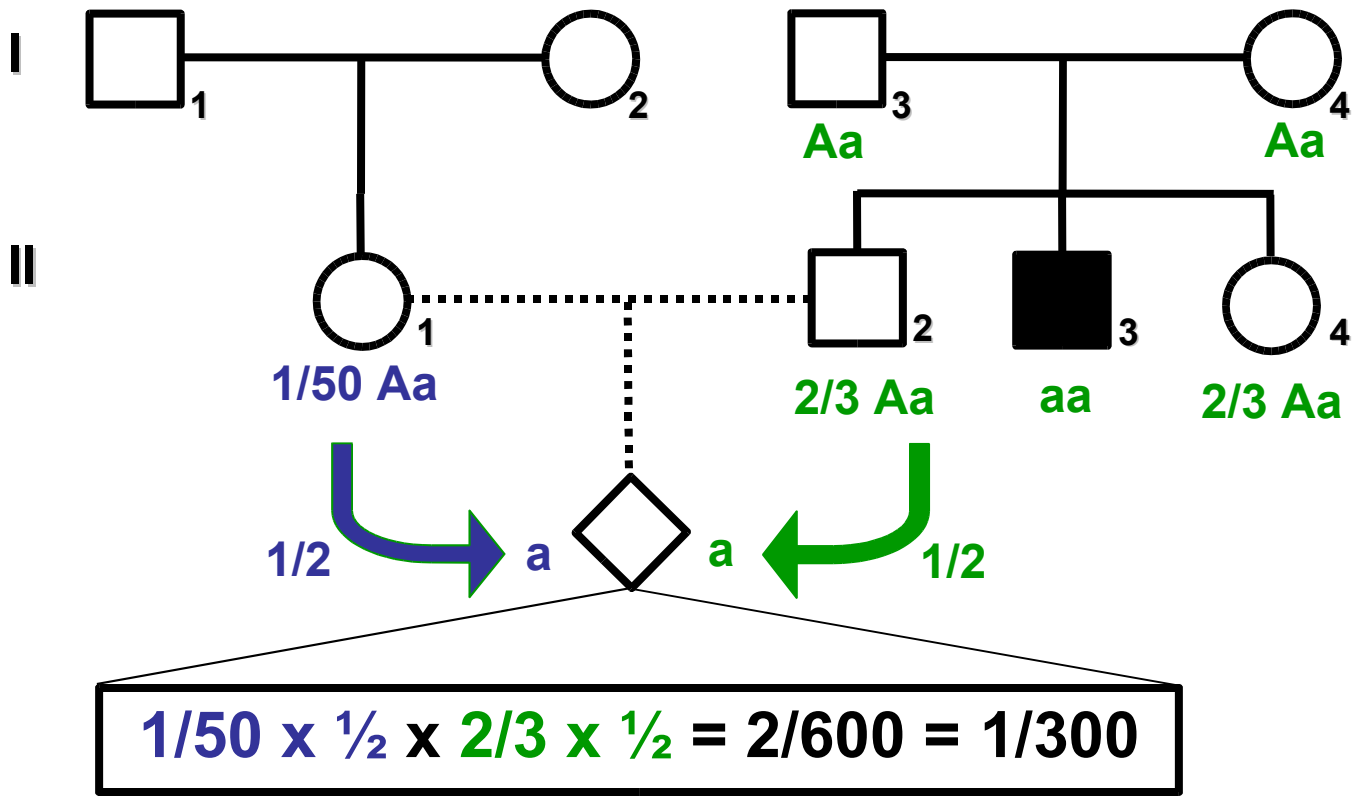 I
1 2 3 4
Aa Aa
II
1 2 3 4
1/50 Aa 2/3 Aa aa 2/3 Aa
1/2 a a 1/2
1/50 x ½ x 2/3 x ½ = 2/600 = 1/300